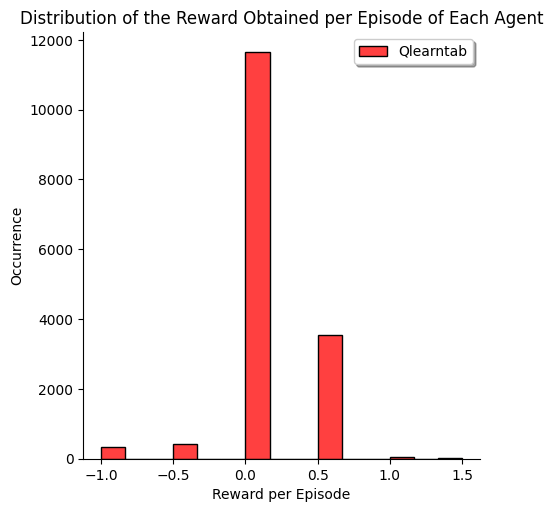 Distribution of the Reward Obtained per Episode of Each Agent
Qlearntab
12000
10000
8000
6000
4000
2000
0
Occurrence
−1.0 −0.5 0.0 0.5 1.0 1.5
Reward per Episode